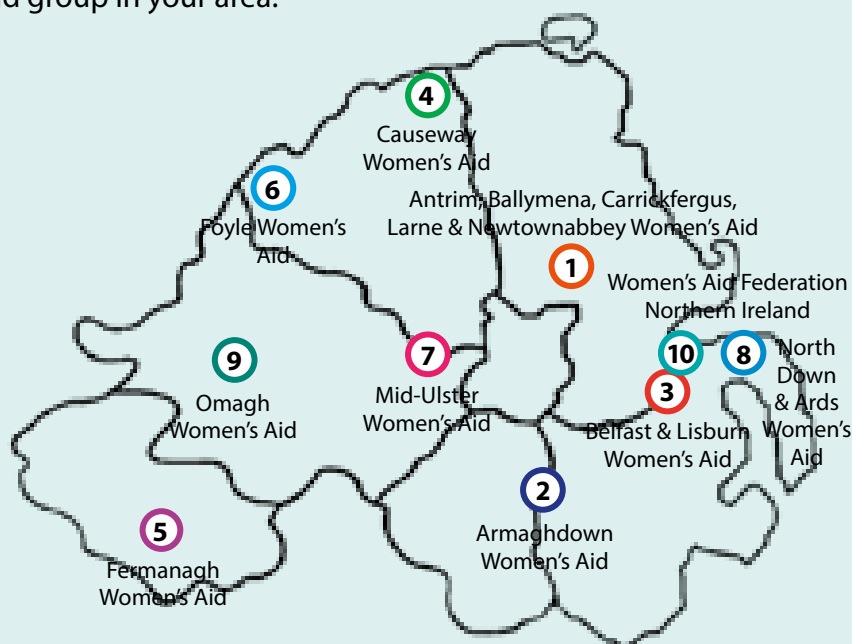 d group in your area.
4
Causeway
Women's Aid
6
Foyle Women's
Aid
Antrim, Ballymena, Carrickfergus,
Larne & Newtownabbey Women's Aid
1
Women's Aid Federation
Northern Ireland
9
Omagh
Women's Aid
7
Mid-Ulster
Women's Aid
10
8
North
Down
& Ards
Women's
Aid
3
Belfast & Lisburn
Women's Aid
2
Armaghdown
Women's Aid
5
Fermanagh
Women's Aid